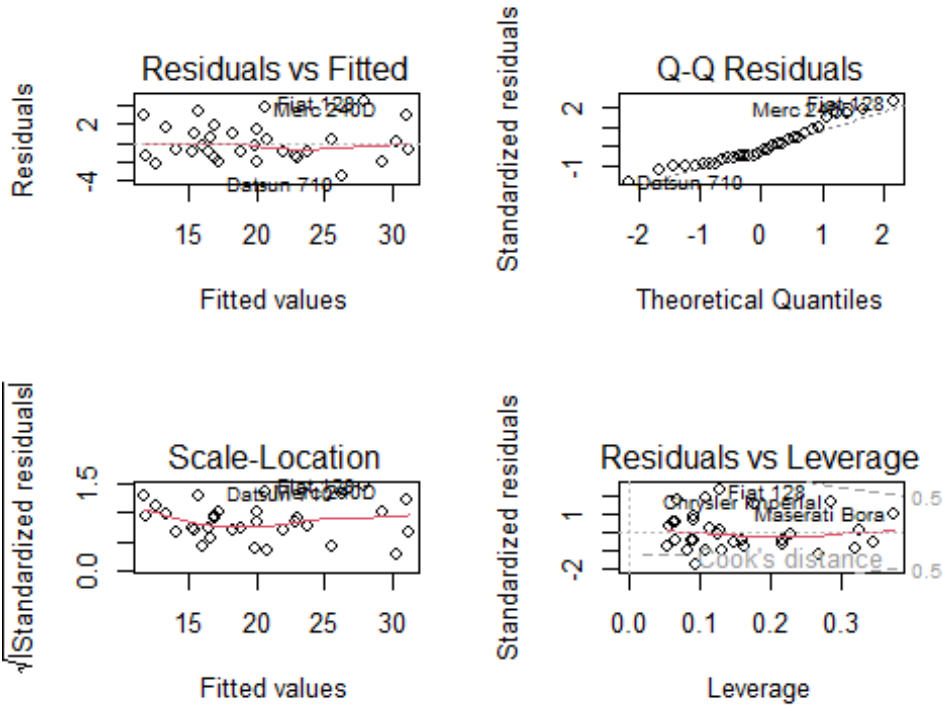 Residuals vs Fitted
Residuals
2
-4
Fiat 128
Merc 240D
Datsun 710
15 20 25 30
Fitted values
Q-Q Residuals
Standardized residuals
2
-1
Fiat 128
Merc 240D
Datsun 710
-2 -1 0 1 2
Theoretical Quantiles
Scale-Location
√|Standardized residuals|
1.5
0.0
Fiat 128
Datsun 710
Merc 240D
15 20 25 30
Fitted values
Residuals vs Leverage
Standardized residuals
1
-2
Fiat 128
Chrysler Imperial
Maserati Bora
Cook's distance
0.5
0.5
0.0 0.1 0.2 0.3
Leverage